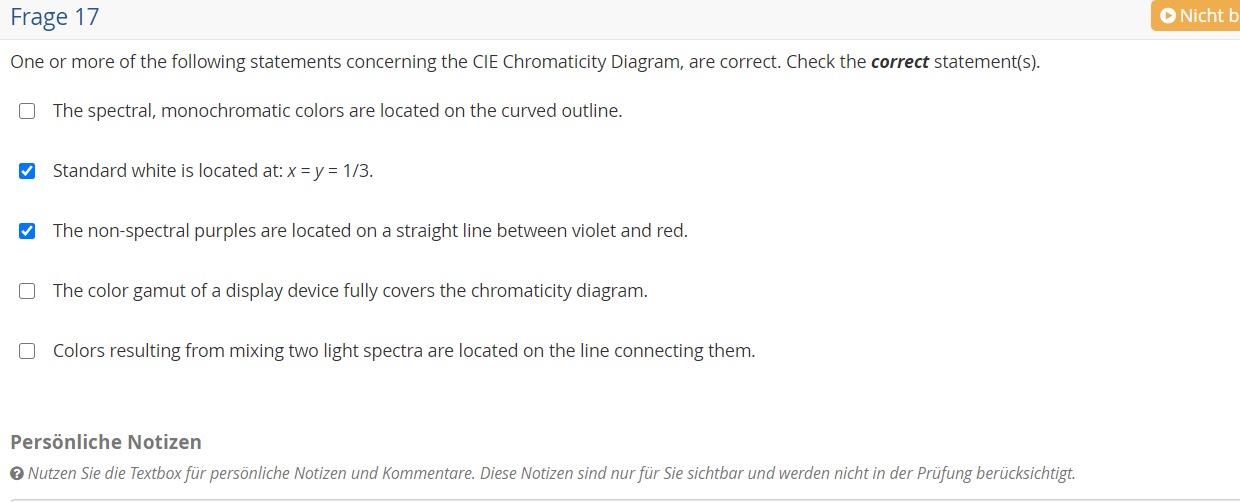 Frage 17
Nicht b
One or more of the following statements concerning the CIE Chromaticity Diagram, are correct. Check the correct statement(s).
The spectral, monochromatic colors are located on the curved outline.
Standard white is located at: x = y = 1/3.
The non-spectral purples are located on a straight line between violet and red.
The color gamut of a display device fully covers the chromaticity diagram.
Colors resulting from mixing two light spectra are located on the line connecting them.
Persönliche Notizen
Nutzen Sie die Textbox für persönliche Notizen und Kommentare. Diese Notizen sind nur für Sie sichtbar und werden nicht in der Prüfung berücksichtigt.